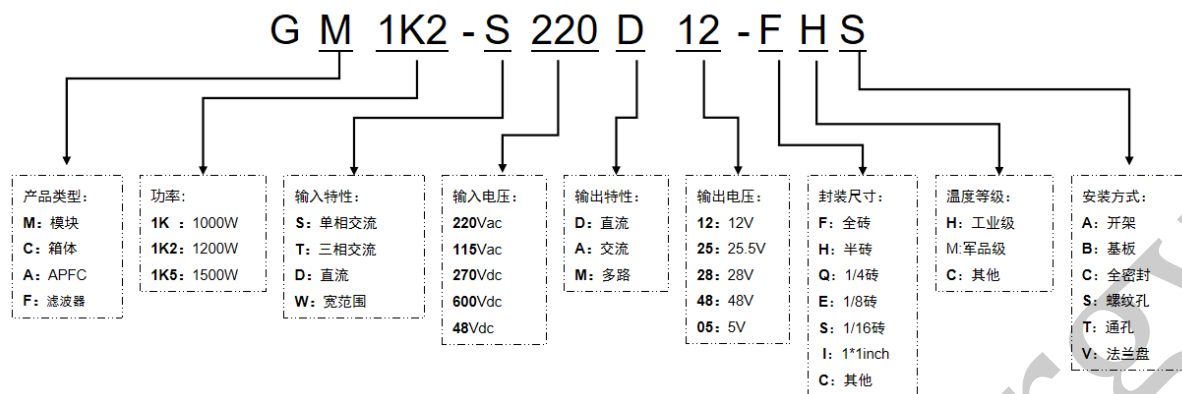 G M 1K2 - S 220 D 12 - F H S
产品类型：
M：模块
C：箱体
A：APFC
F：滤波器
功率：
1K ：1000W
1K2：1200W
1K5：1500W
输入特性：
S：单相交流
T：三相交流
D：直流
W：宽范围
输入电压：
220Vac
115Vac
270Vdc
600Vdc
48Vdc
输出特性：
D：直流
A：交流
M：多路
输出电压：
12：12V
25：25.5V
28：28V
48：48V
05：5V
封装尺寸：
F：全砖
H：半砖
Q：1/4砖
E：1/8砖
S：1/16砖
I：1*1inch
C：其他
温度等级：
H：工业级
M:军品级
C：其他
安装方式：
A：开架
B：基板
C：全密封
S：螺纹孔
T：通孔
V：法兰盘